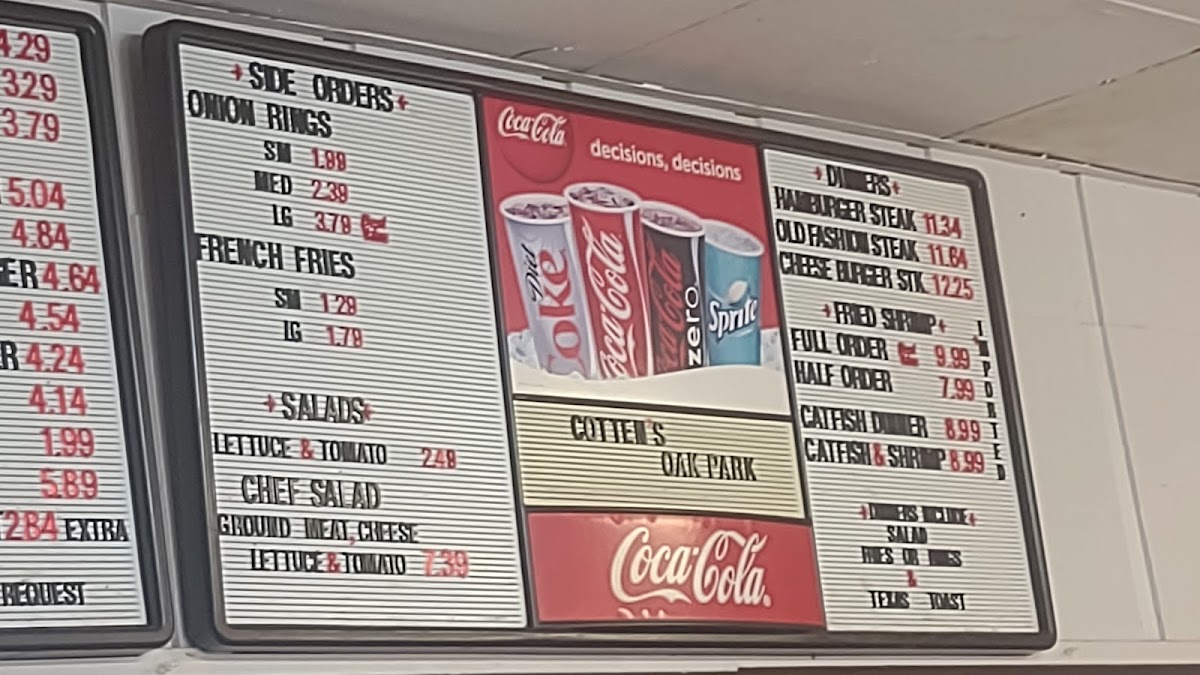 4.29
3.29
3.79
5.04
4.84
ER 4.64
4.54
R 4.24
4.14
1.99
5.89
2.84 EXTRA
REQUEST
SIDE ORDERS
ONION RINGS
SM 1.99
MED 2.39
LG 3.79
FRENCH FRIES
SM 1.29
LG 1.79
SALADS
LETTUCE & TOMATO 2.49
CHEF SALAD
GROUND MEAT, CHEESE
LETTUCE & TOMATO 7.39
Coca-Cola
decisions, decisions
Diet Coke
Coca-Cola
Coca-Cola zero
Sprite
COTTEN'S
OAK PARK
Coca-Cola
DINNERS
HAMBURGER STEAK 11.34
OLD FASHION STEAK 11.64
CHEESE BURGER STK. 12.25
FRIED SHRIMP
FULL ORDER 9.99
HALF ORDER 7.99
CATFISH DINNER 8.99
CATFISH & SHRIMP 8.99
IMPORTED
DINNERS INCLUDE
SALAD
FRIES OR RINGS
&
TEXAS TOAST